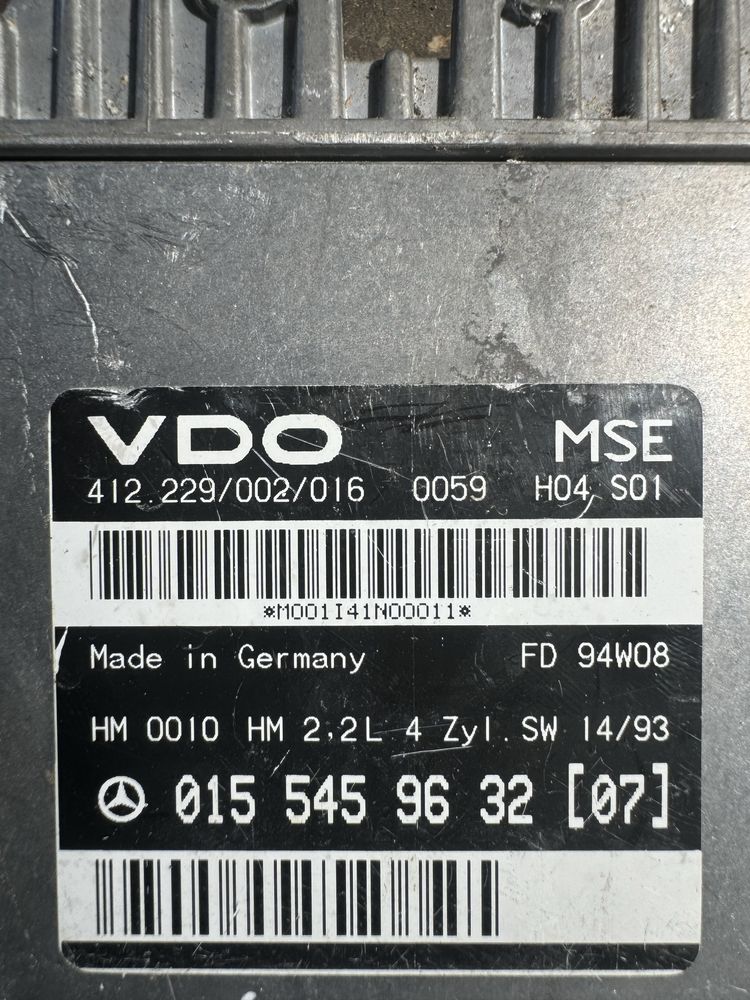 VDO MSE
412.229/002/016 0059 H04 S01
*M001I41N00011*
Made in Germany FD 94W08
HM 0010 HM 2,2L 4 Zyl. SW 14/93
015 545 96 32 [07]